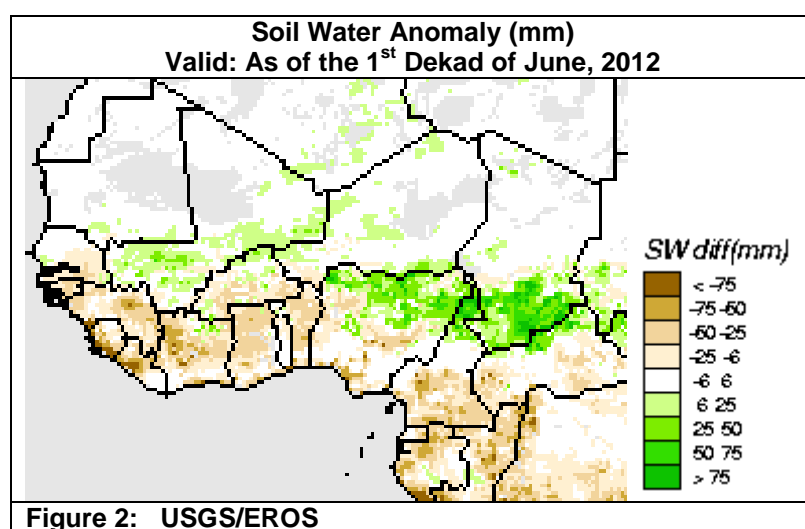 Soil Water Anomaly (mm)
Valid: As of the 1st Dekad of June, 2012
SW diff(mm)
< -75
-75 -50
-50 -25
-25 -6
-6 6
6 25
25 50
50 75
> 75
Figure 2: USGS/EROS